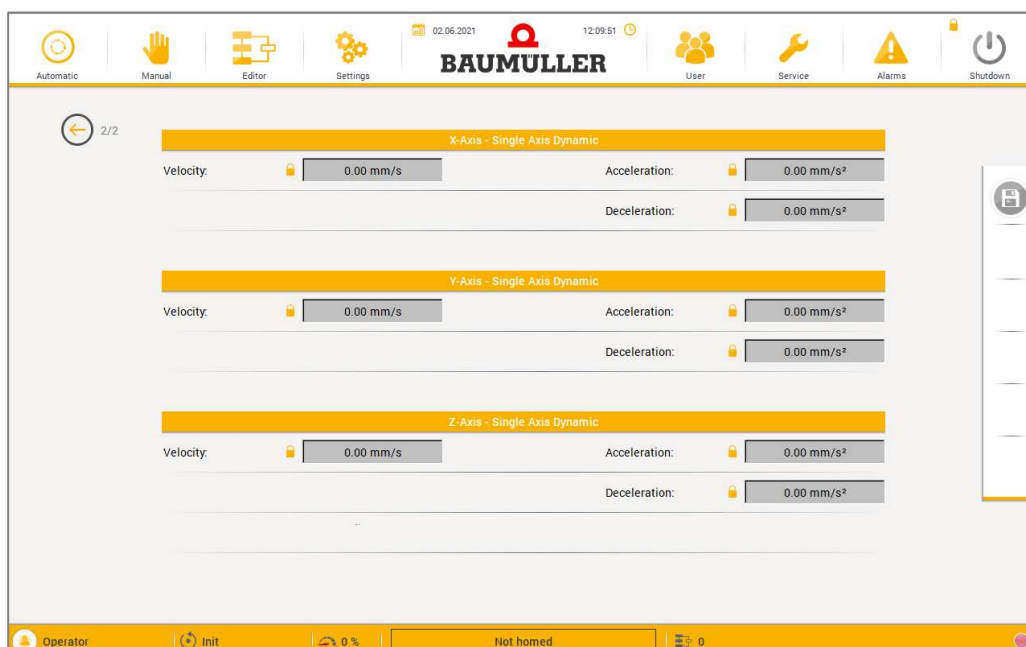 02.06.2021 12:09:51
BAUMÜLLER
Automatic Manual Editor Settings User Service Alarms Shutdown
2/2
X-Axis - Single Axis Dynamic
Velocity: 0.00 mm/s Acceleration: 0.00 mm/s²
Deceleration: 0.00 mm/s²
Y-Axis - Single Axis Dynamic
Velocity: 0.00 mm/s Acceleration: 0.00 mm/s²
Deceleration: 0.00 mm/s²
Z-Axis - Single Axis Dynamic
Velocity: 0.00 mm/s Acceleration: 0.00 mm/s²
Deceleration: 0.00 mm/s²
Operator Init 0 % Not homed 0